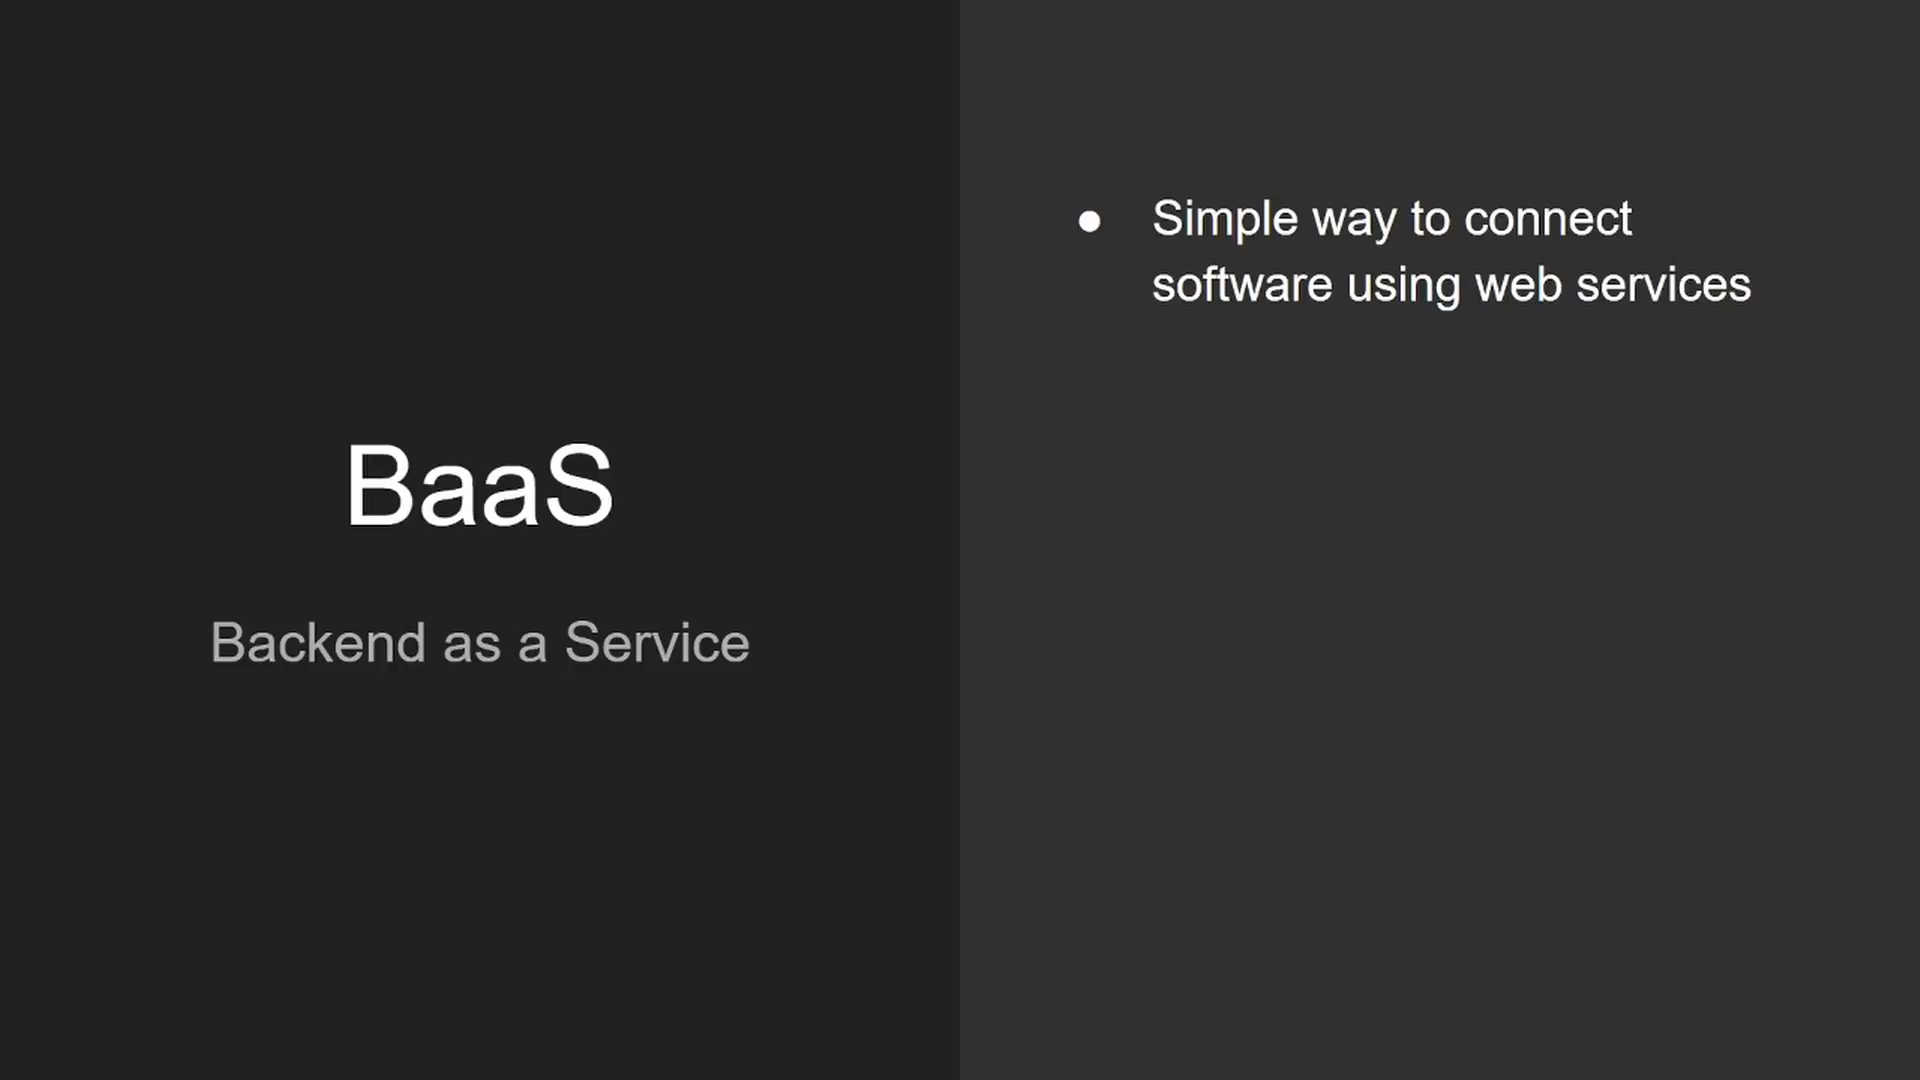 BaaS
Backend as a Service
● Simple way to connect
software using web services